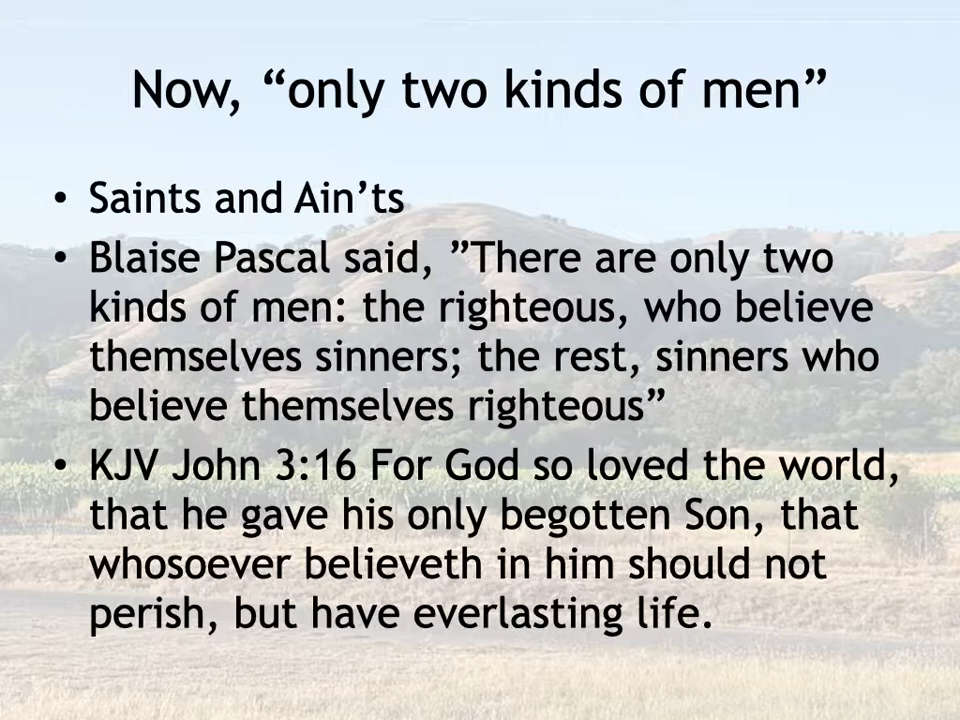 Now, “only two kinds of men”
• Saints and Ain’ts
• Blaise Pascal said, ”There are only two
kinds of men: the righteous, who believe
themselves sinners; the rest, sinners who
believe themselves righteous”
• KJV John 3:16 For God so loved the world,
that he gave his only begotten Son, that
whosoever believeth in him should not
perish, but have everlasting life.